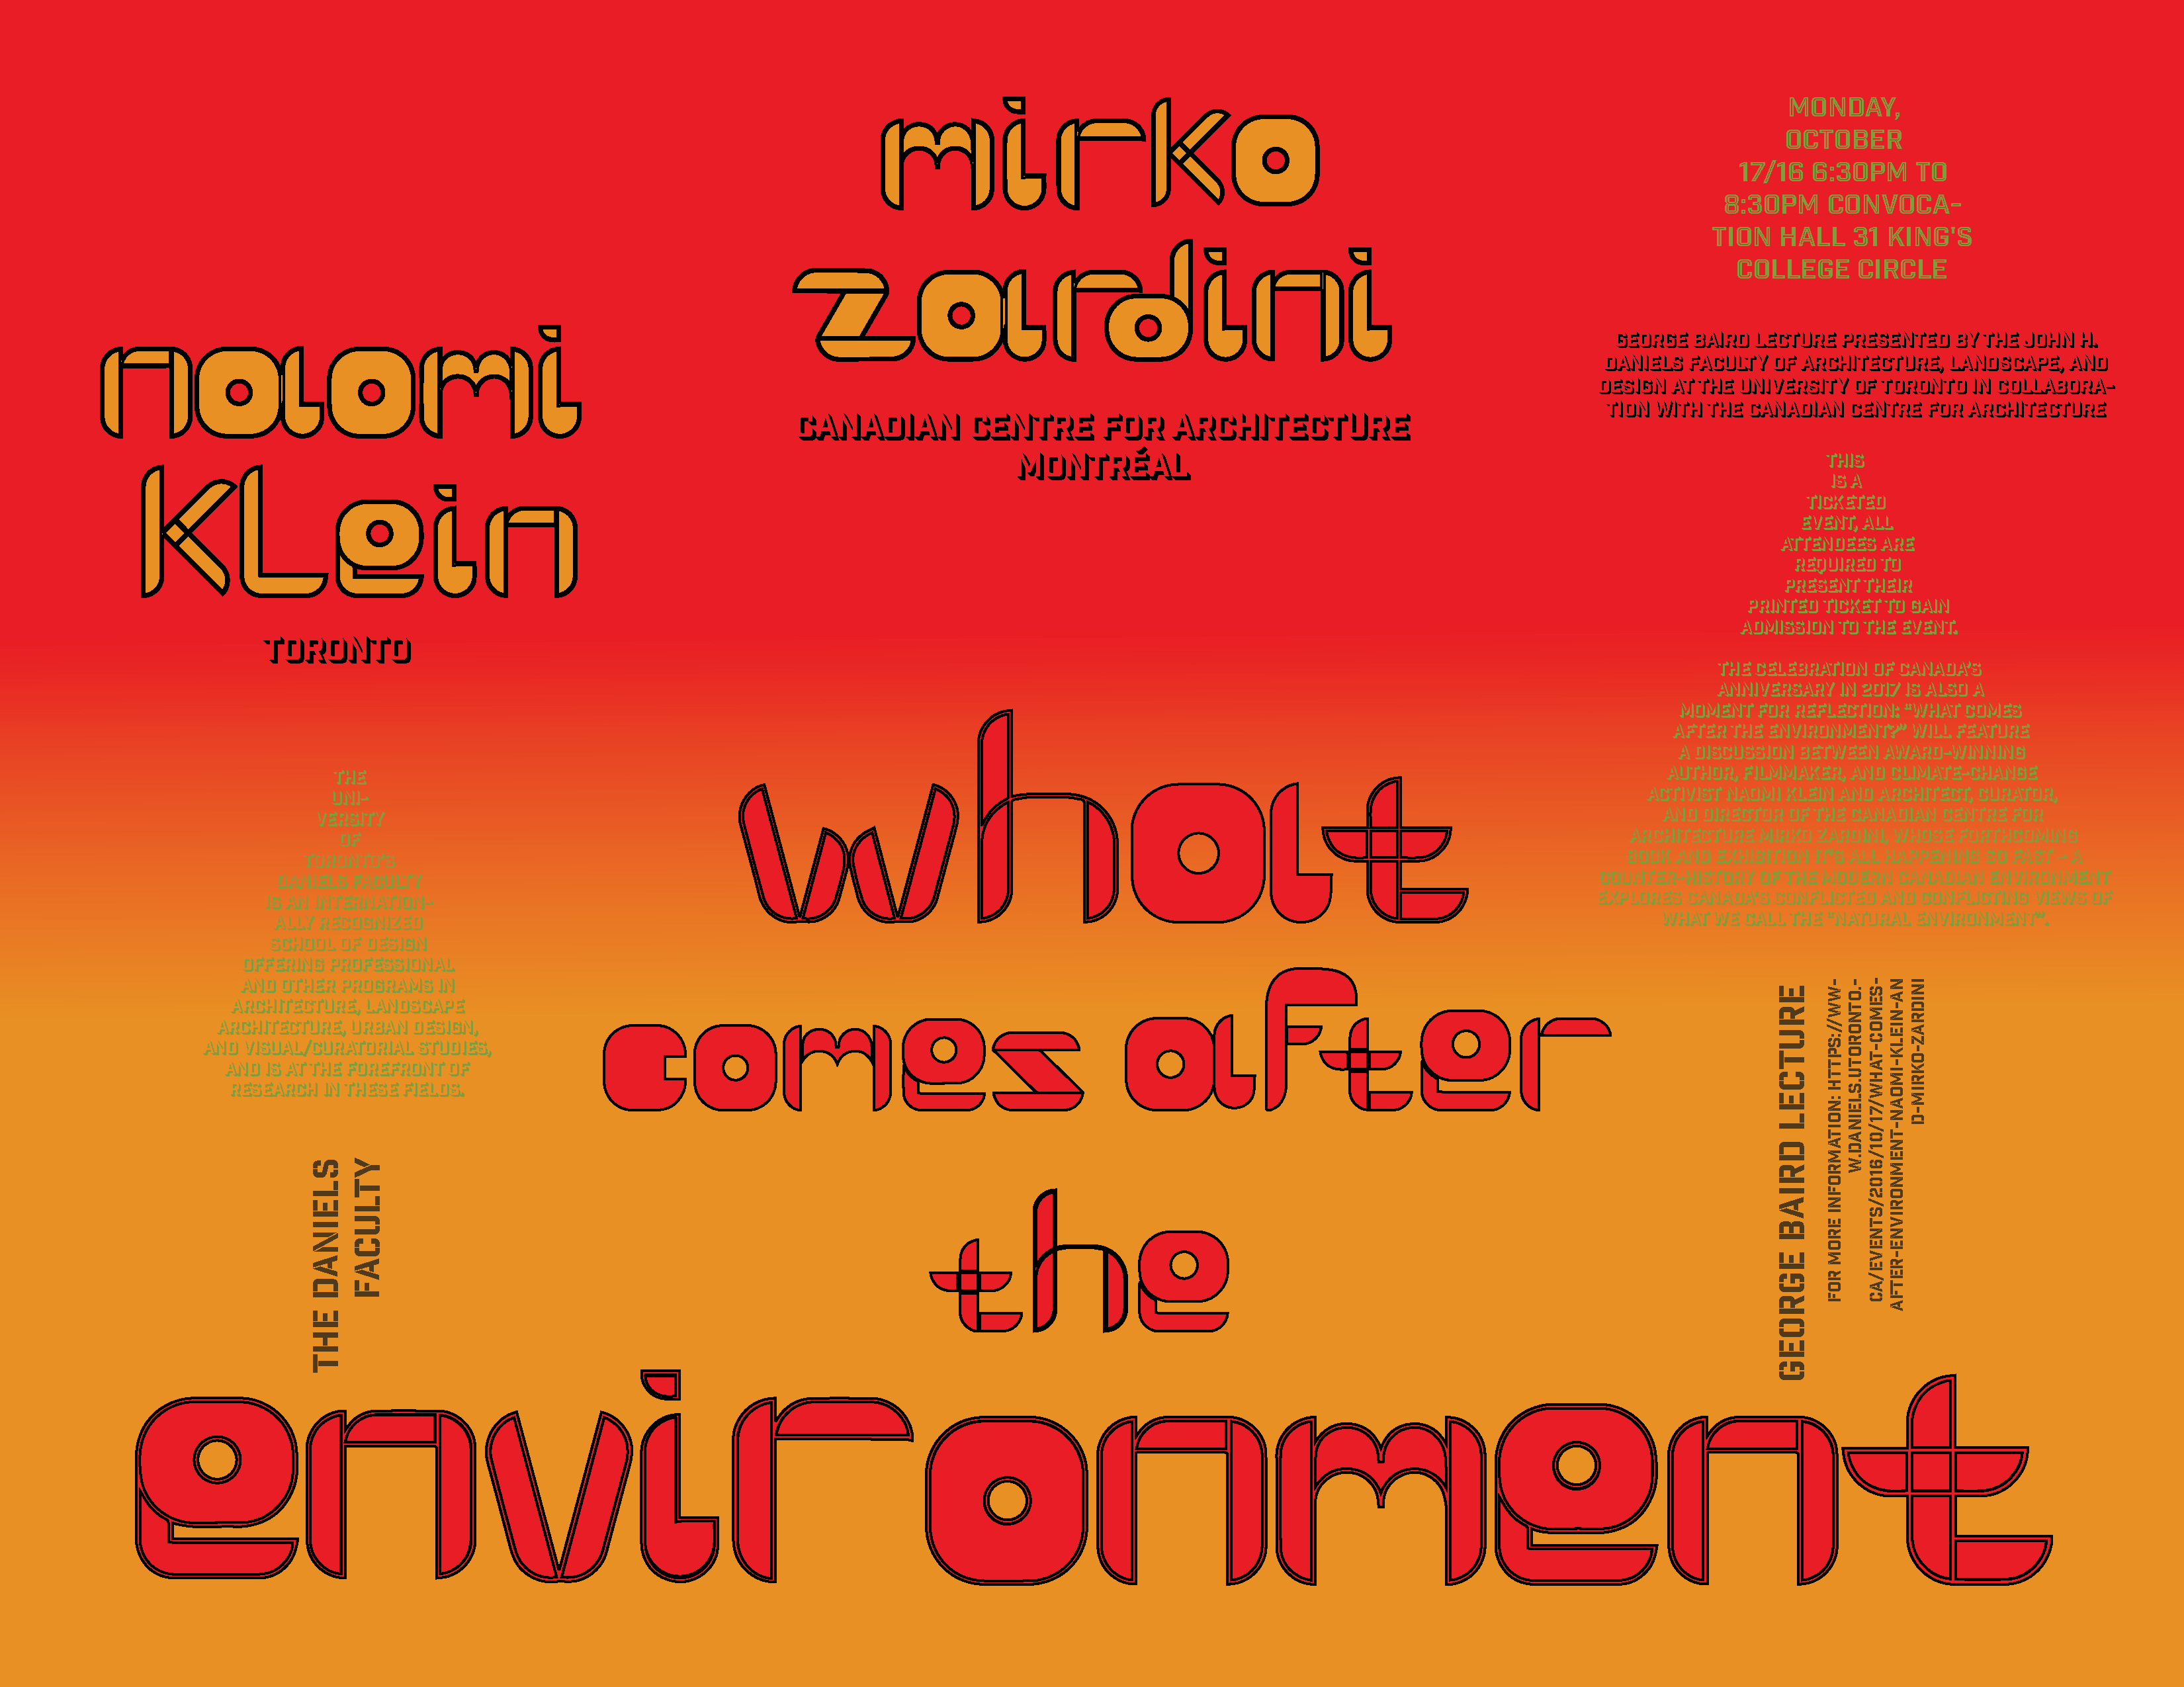 naomi
KLein
TORONTO
mirko
zardini
CANADIAN CENTRE FOR ARCHITECTURE
MONTRÉAL
MONDAY,
OCTOBER
17/16 6:30PM TO
8:30PM CONVOCA-
TION HALL 31 KING'S
COLLEGE CIRCLE
GEORGE BAIRD LECTURE PRESENTED BY THE JOHN H.
DANIELS FACULTY OF ARCHITECTURE, LANDSCAPE, AND
DESIGN AT THE UNIVERSITY OF TORONTO IN COLLABORA-
TION WITH THE CANADIAN CENTRE FOR ARCHITECTURE
THIS
IS A
TICKETED
EVENT, ALL
ATTENDEES ARE
REQUIRED TO
PRESENT THEIR
PRINTED TICKET TO GAIN
ADMISSION TO THE EVENT.
THE CELEBRATION OF CANADA'S
ANNIVERSARY IN 2017 IS ALSO A
MOMENT FOR REFLECTION: "WHAT COMES
AFTER THE ENVIRONMENT?" WILL FEATURE
A DISCUSSION BETWEEN AWARD-WINNING
AUTHOR, FILMMAKER, AND CLIMATE-CHANGE
ACTIVIST NAOMI KLEIN AND ARCHITECT, CURATOR,
AND DIRECTOR OF THE CANADIAN CENTRE FOR
ARCHITECTURE MIRKO ZARDINI, WHOSE FORTHCOMING
BOOK AND EXHIBITION IT'S ALL HAPPENING SO FAST - A
COUNTER-HISTORY OF THE MODERN CANADIAN ENVIRONMENT
EXPLORES CANADA'S CONFLICTED AND CONFLICTING VIEWS OF
WHAT WE CALL THE "NATURAL ENVIRONMENT".
THE
UNI-
VERSITY
OF
TORONTO'S
DANIELS FACULTY
IS AN INTERNATION-
ALLY RECOGNIZED
SCHOOL OF DESIGN
OFFERING PROFESSIONAL
AND OTHER PROGRAMS IN
ARCHITECTURE, LANDSCAPE
ARCHITECTURE, URBAN DESIGN,
AND VISUAL/CURATORIAL STUDIES,
AND IS AT THE FOREFRONT OF
RESEARCH IN THESE FIELDS.
THE DANIELS
FACULTY
GEORGE BAIRD LECTURE
FOR MORE INFORMATION: HTTPS://WW-
W.DANIELS.UTORONTO.-
CA/EVENTS/2016/10/17/WHAT-COMES-
AFTER-ENVIRONMENT-NAOMI-KLEIN-AN
D-MIRKO-ZARDINI
what
comes after
the
environment